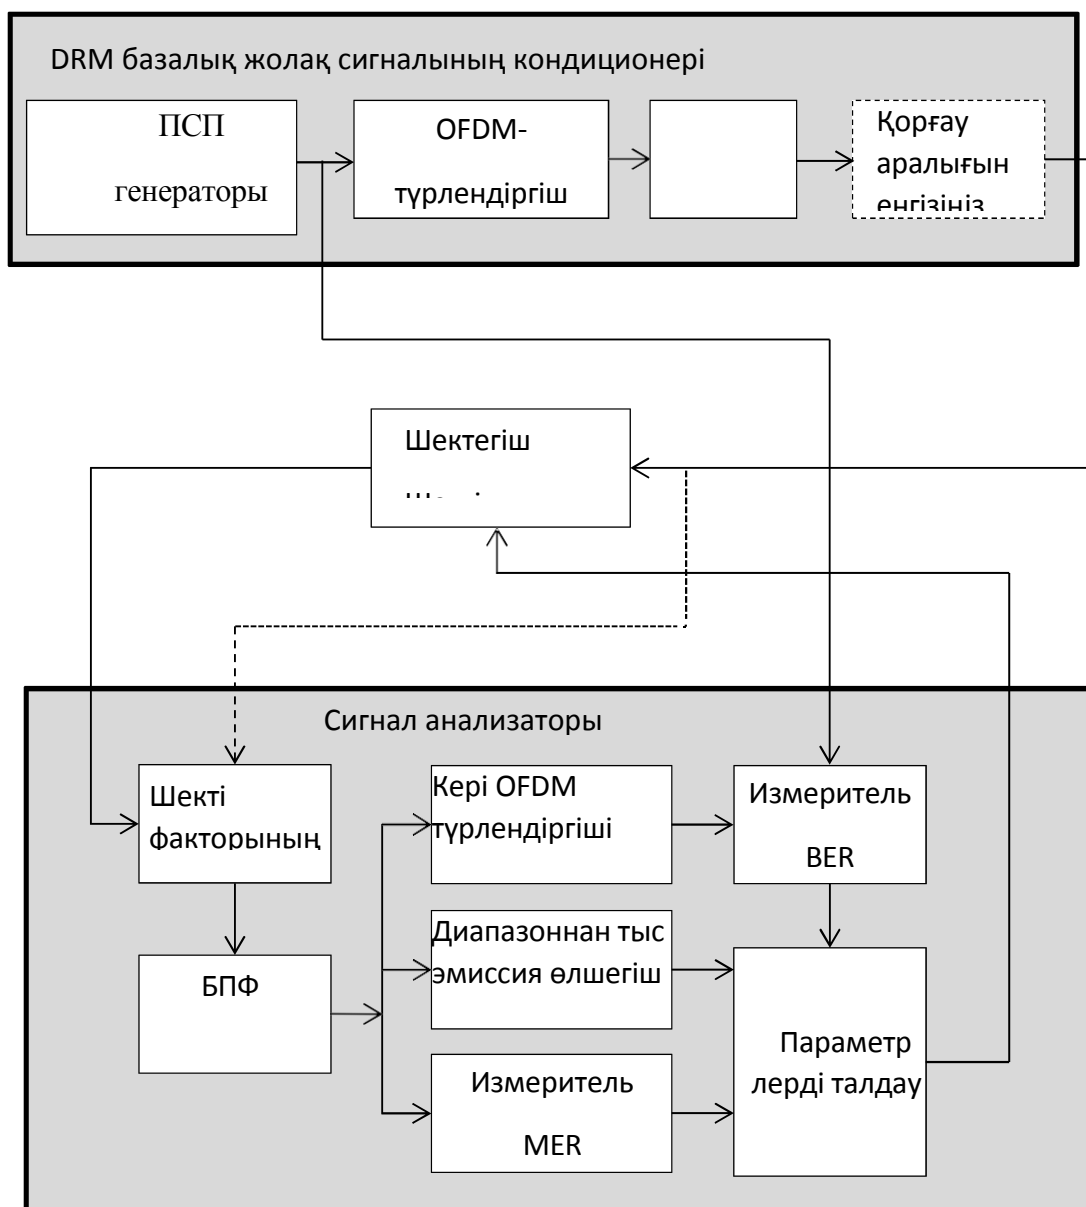 DRM базалық жолақ сигналының кондиционері
ПСП
генераторы
OFDM-
түрлендіргіш
Қорғау
аралығын
енгізіңіз
Шектегіш
Сигнал анализаторы
Шекті
факторының
Кері OFDM
түрлендіргіші
Измеритель
BER
Диапазоннан тыс
эмиссия өлшегіш
БПФ
Измеритель
MER
Параметр
лерді талдау